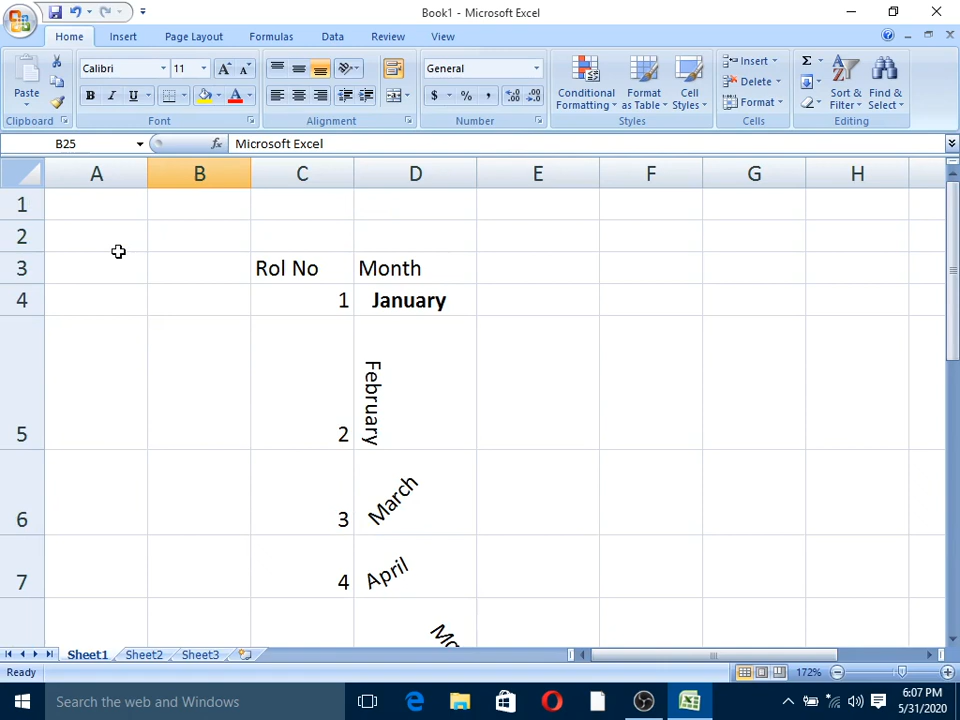 Book1 - Microsoft Excel
Home Insert Page Layout Formulas Data Review View
Paste
Calibri 11
B I U
A A
General
$ % ,
Conditional Formatting
Format as Table
Cell Styles
Insert
Delete
Format
Σ
Sort & Filter
Find & Select
Clipboard Font Alignment Number Styles Cells Editing
B25 fx Microsoft Excel
A B C D E F G H
1
2
3 Rol No Month
4 1 January
5 2 February
6 3 March
7 4 April
Sheet1 Sheet2 Sheet3
Ready 172%
Search the web and Windows
6:07 PM
5/31/2020